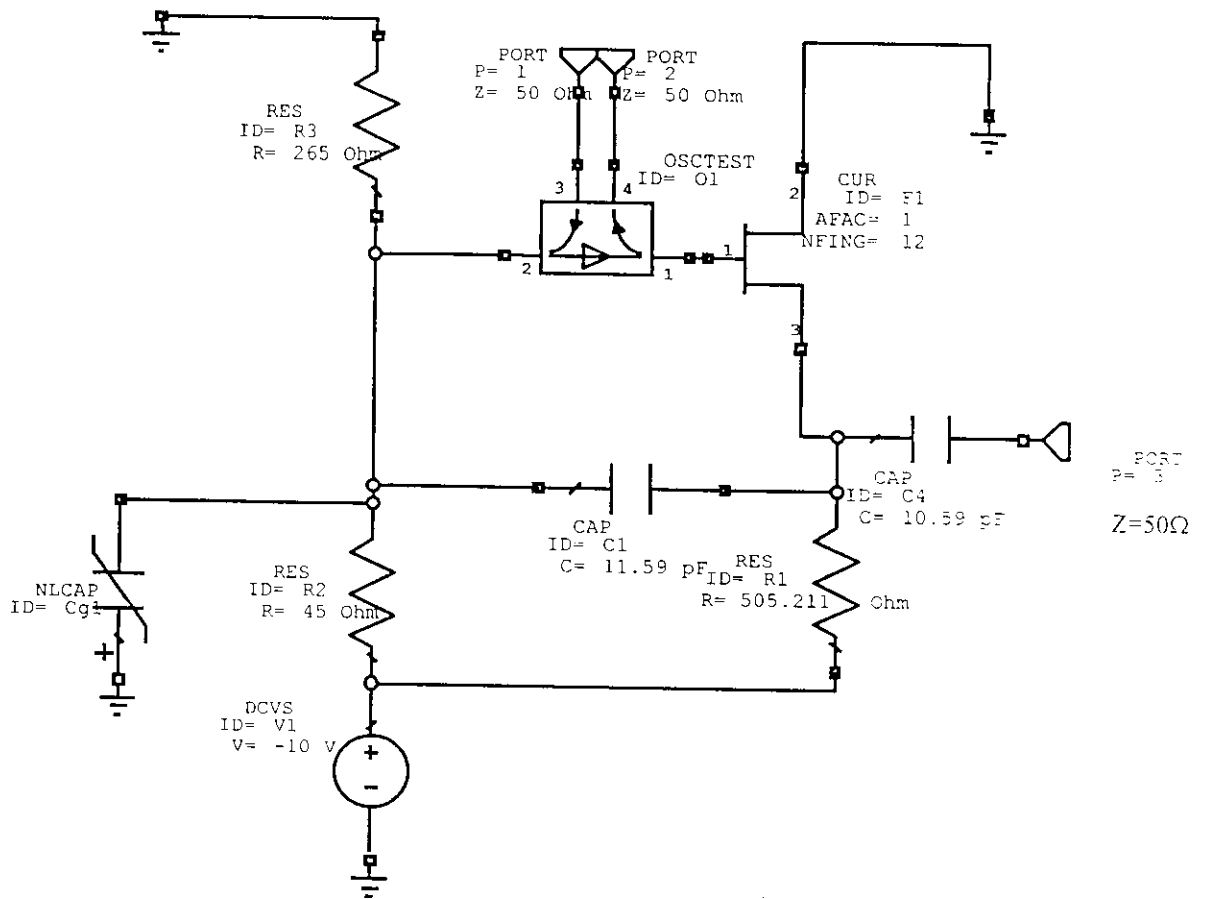 PORT
P= 1
Z= 50 Ohm
PORT
P= 2
Z= 50 Ohm
RES
ID= R3
R= 265 Ohm
OSCTEST
ID= O1
3
4
2
1
CUR
ID= F1
AFAC= 1
NFING= 12
2
1
3
PORT
P= 3
Z=50Ω
CAP
ID= C4
C= 10.59 pF
CAP
ID= C1
C= 11.59 pF
RES
ID= R1
R= 505.211 Ohm
RES
ID= R2
R= 45 Ohm
NLCAP
+
DCVS
ID= V1
V= -10 V
+
-